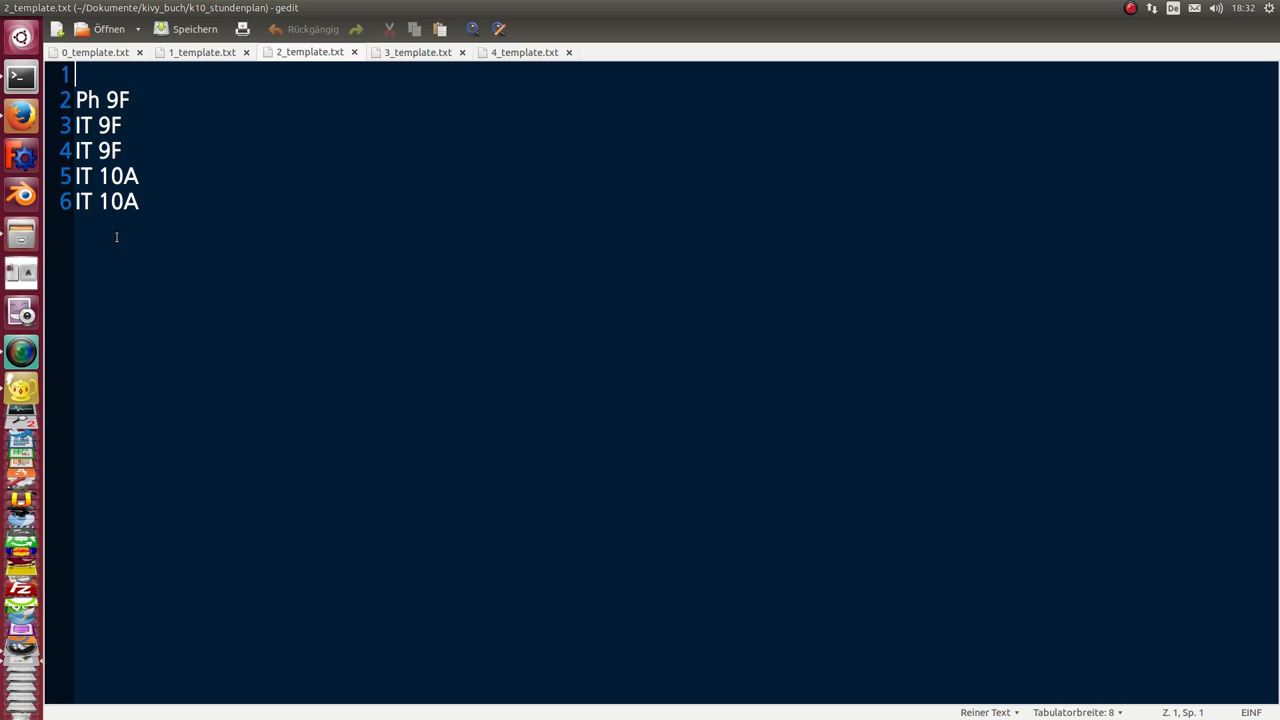 2_template.txt (~/Dokumente/kivy_buch/k10_stundenplan) - gedit
De
18:32
Öffnen
Speichern
Rückgängig
0_template.txt
1_template.txt
2_template.txt
3_template.txt
4_template.txt
1
2 Ph 9F
3 IT 9F
4 IT 9F
5 IT 10A
6 IT 10A
A
2
Reiner Text
Tabulatorbreite: 8
Z. 1, Sp. 1
EINF